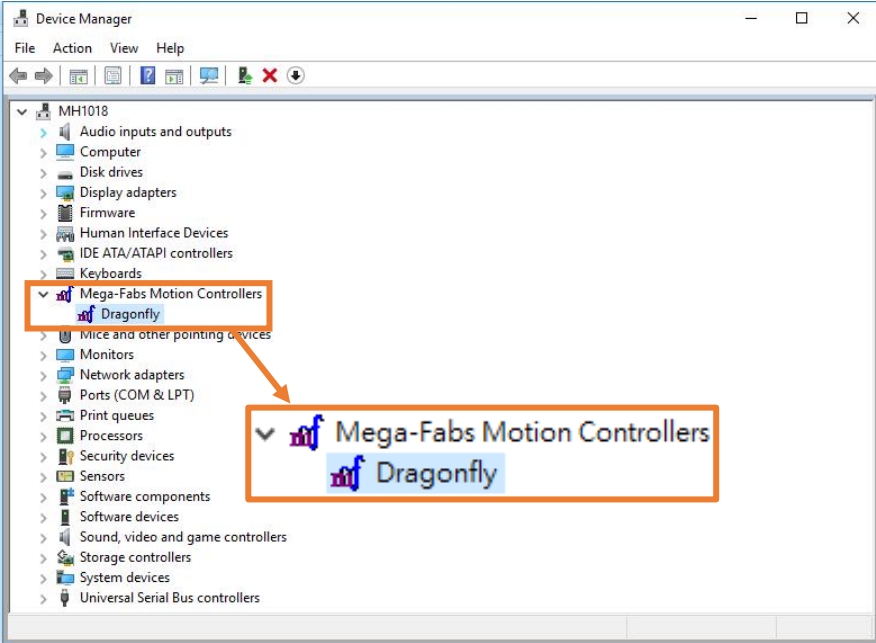 Device Manager
File Action View Help
MH1018
Audio inputs and outputs
Computer
Disk drives
Display adapters
Firmware
Human Interface Devices
IDE ATA/ATAPI controllers
Keyboards
Mega-Fabs Motion Controllers
Dragonfly
Mice and other pointing devices
Monitors
Network adapters
Ports (COM & LPT)
Print queues
Processors
Security devices
Sensors
Software components
Software devices
Sound, video and game controllers
Storage controllers
System devices
Universal Serial Bus controllers
Mega-Fabs Motion Controllers
Dragonfly